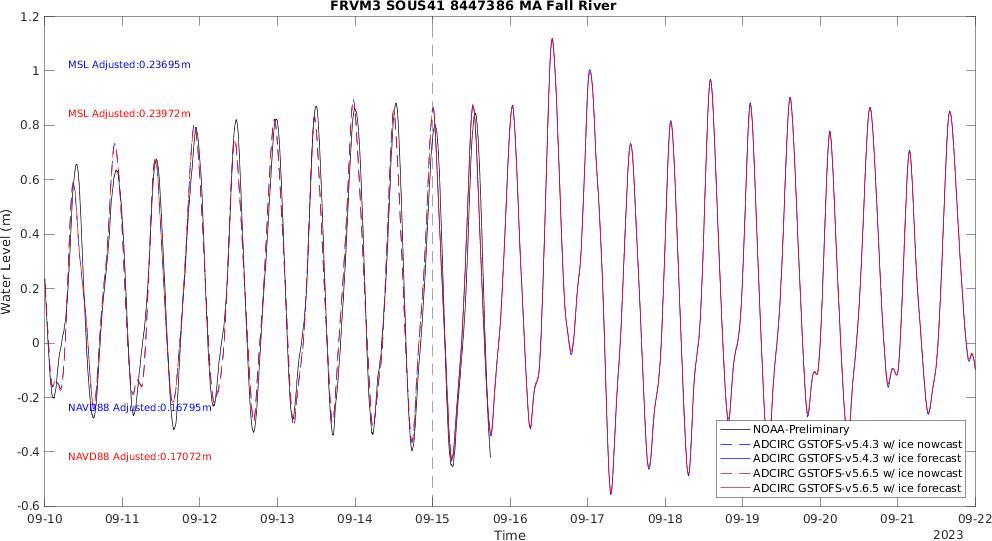 FRVM3 SOUS41 8447386 MA Fall River
1.2
1
0.8
0.6
0.4
0.2
0
-0.2
-0.4
-0.6
Water Level (m)
MSL Adjusted:0.23695m
MSL Adjusted:0.23972m
NAVD88 Adjusted:0.16795m
NAVD88 Adjusted:0.17072m
NOAA-Preliminary
ADCIRC GSTOFS-v5.4.3 w/ ice nowcast
ADCIRC GSTOFS-v5.4.3 w/ ice forecast
ADCIRC GSTOFS-v5.6.5 w/ ice nowcast
ADCIRC GSTOFS-v5.6.5 w/ ice forecast
09-10 09-11 09-12 09-13 09-14 09-15 09-16 09-17 09-18 09-19 09-20 09-21 09-22
Time
2023